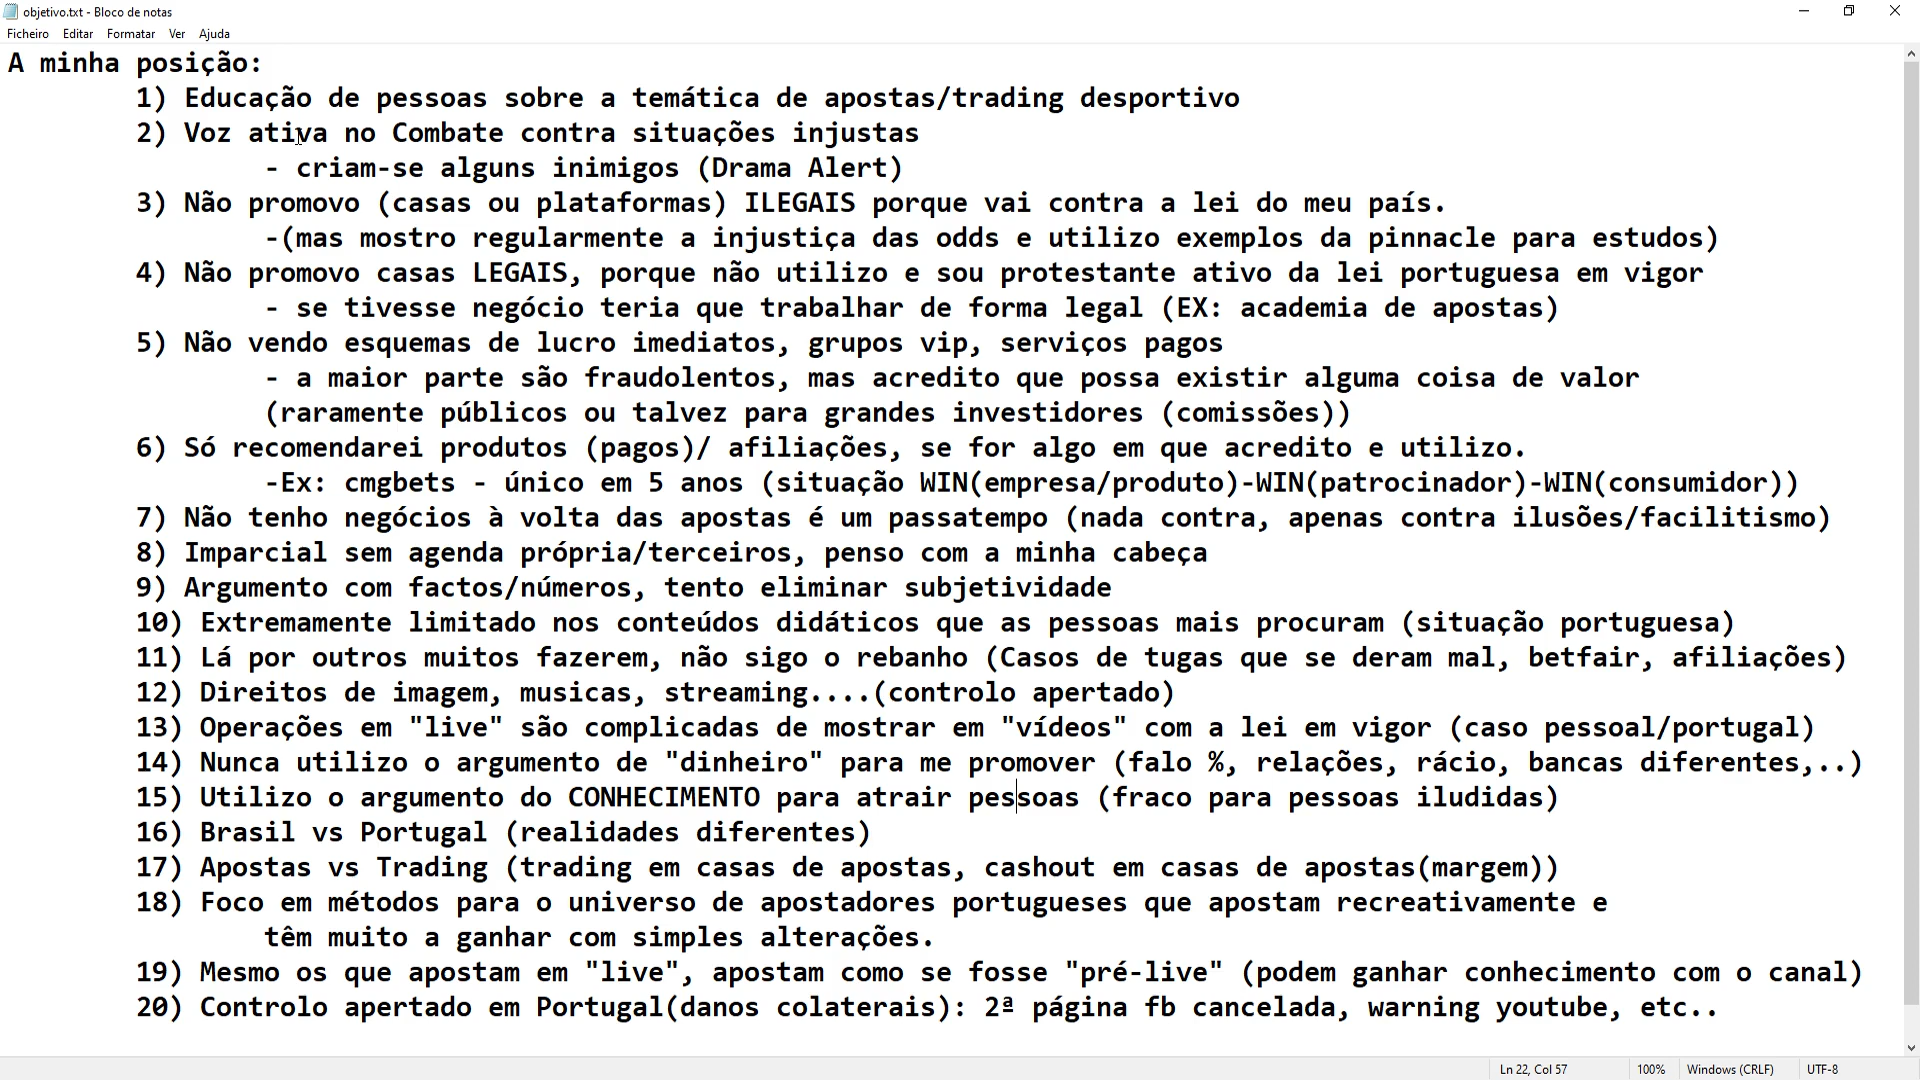 objetivo.txt - Bloco de notas
Ficheiro Editar Formatar Ver Ajuda
A minha posição:
1) Educação de pessoas sobre a temática de apostas/trading desportivo
2) Voz ativa no Combate contra situações injustas
- criam-se alguns inimigos (Drama Alert)
3) Não promovo (casas ou plataformas) ILEGAIS porque vai contra a lei do meu país.
-(mas mostro regularmente a injustiça das odds e utilizo exemplos da pinnacle para estudos)
4) Não promovo casas LEGAIS, porque não utilizo e sou protestante ativo da lei portuguesa em vigor
- se tivesse negócio teria que trabalhar de forma legal (EX: academia de apostas)
5) Não vendo esquemas de lucro imediatos, grupos vip, serviços pagos
- a maior parte são fraudolentos, mas acredito que possa existir alguma coisa de valor
(raramente públicos ou talvez para grandes investidores (comissões))
6) Só recomendarei produtos (pagos)/ afiliações, se for algo em que acredito e utilizo.
-Ex: cmgbets - único em 5 anos (situação WIN(empresa/produto)-WIN(patrocinador)-WIN(consumidor))
7) Não tenho negócios à volta das apostas é um passatempo (nada contra, apenas contra ilusões/facilitismo)
8) Imparcial sem agenda própria/terceiros, penso com a minha cabeça
9) Argumento com factos/números, tento eliminar subjetividade
10) Extremamente limitado nos conteúdos didáticos que as pessoas mais procuram (situação portuguesa)
11) Lá por outros muitos fazerem, não sigo o rebanho (Casos de tugas que se deram mal, betfair, afiliações)
12) Direitos de imagem, musicas, streaming....(controlo apertado)
13) Operações em "live" são complicadas de mostrar em "vídeos" com a lei em vigor (caso pessoal/portugal)
14) Nunca utilizo o argumento de "dinheiro" para me promover (falo %, relações, rácio, bancas diferentes,..)
15) Utilizo o argumento do CONHECIMENTO para atrair pessoas (fraco para pessoas iludidas)
16) Brasil vs Portugal (realidades diferentes)
17) Apostas vs Trading (trading em casas de apostas, cashout em casas de apostas(margem))
18) Foco em métodos para o universo de apostadores portugueses que apostam recreativamente e
têm muito a ganhar com simples alterações.
19) Mesmo os que apostam em "live", apostam como se fosse "pré-live" (podem ganhar conhecimento com o canal)
20) Controlo apertado em Portugal(danos colaterais): 2ª página fb cancelada, warning youtube, etc..
Ln 22, Col 57 100% Windows (CRLF) UTF-8